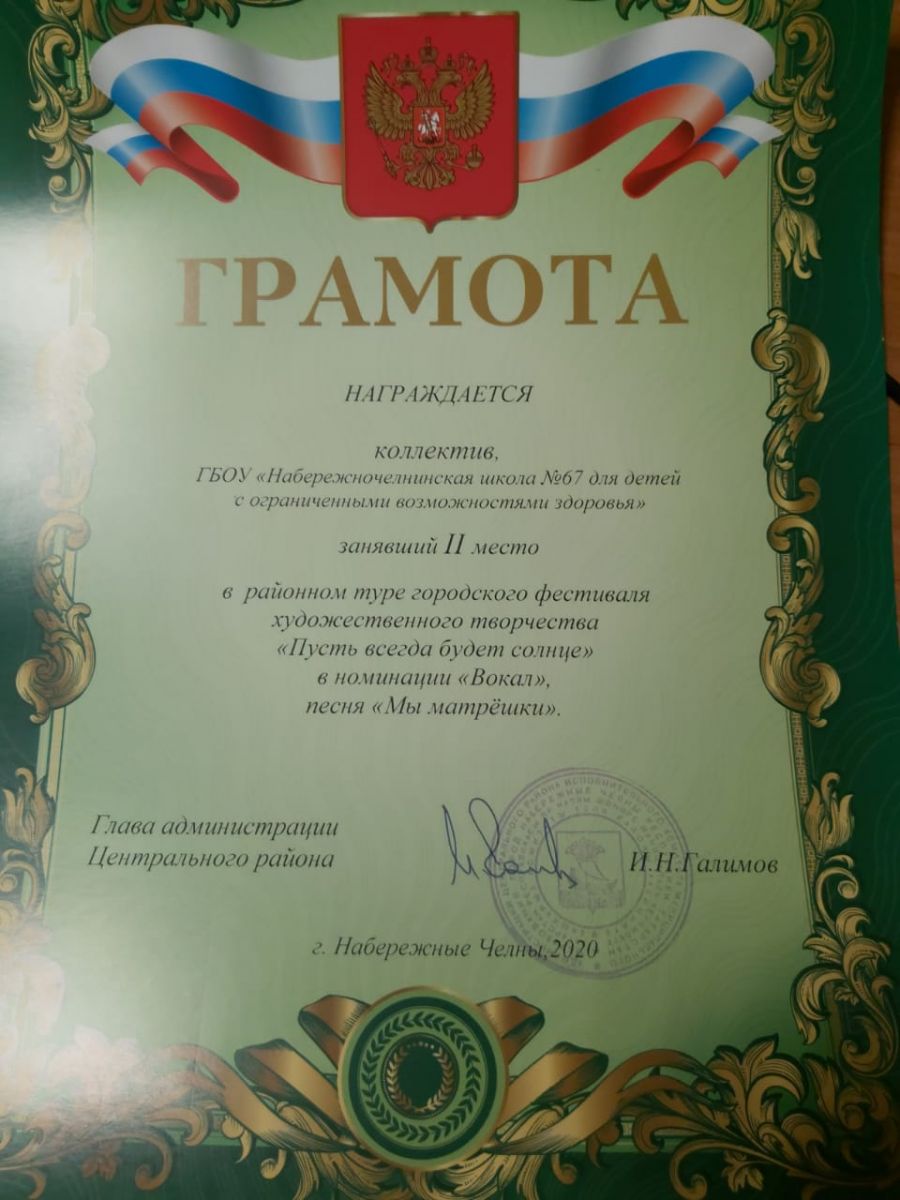 ГРАМОТА
НАГРАЖДАЕТСЯ
коллектив,
ГБОУ «Набережночелнинская школа №67 для детей
с ограниченными возможностями здоровья»
занявший II место
в районном туре городского фестиваля
художественного творчества
«Пусть всегда будет солнце»
в номинации «Вокал»,
песня «Мы матрёшки».
Глава администрации
Центрального района
И.Н.Галимов
г. Набережные Челны,2020